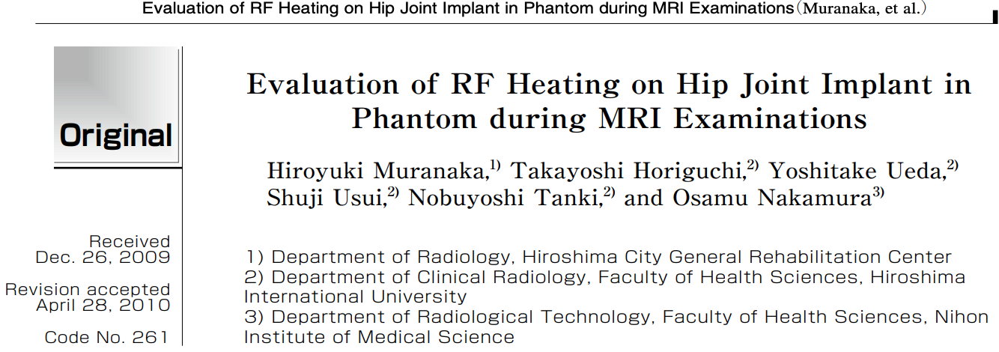 Evaluation of RF Heating on Hip Joint Implant in Phantom during MRI Examinations（Muranaka, et al.）
Original
Evaluation of RF Heating on Hip Joint Implant in
Phantom during MRI Examinations
Hiroyuki Muranaka,1) Takayoshi Horiguchi,2) Yoshitake Ueda,2)
Shuji Usui,2) Nobuyoshi Tanki,2) and Osamu Nakamura3)
Received
Dec. 26, 2009
Revision accepted
April 28, 2010
Code No. 261
1) Department of Radiology, Hiroshima City General Rehabilitation Center
2) Department of Clinical Radiology, Faculty of Health Sciences, Hiroshima
International University
3) Department of Radiological Technology, Faculty of Health Sciences, Nihon
Institute of Medical Science